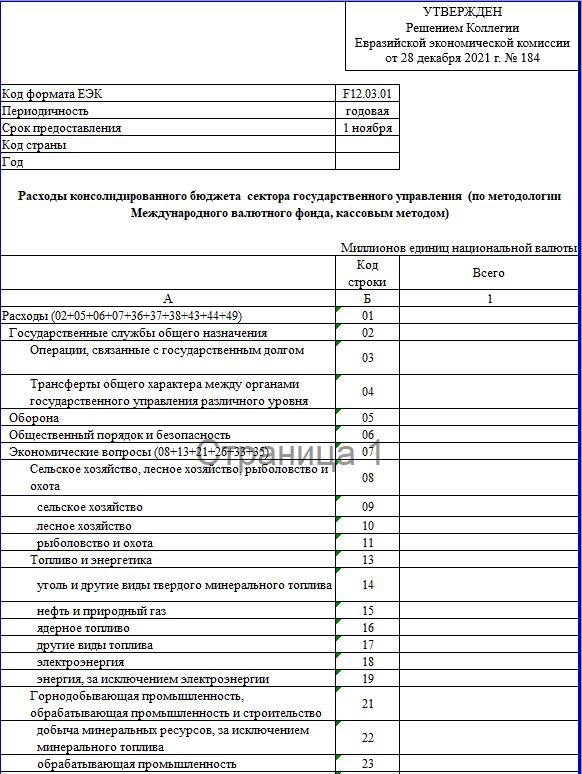 УТВЕРЖДЕН
Решением Коллегии
Евразийской экономической комиссии
от 28 декабря 2021 г. № 184
Код формата ЕЭК F12.03.01
Периодичность годовая
Срок предоставления 1 ноября
Код страны
Год
Расходы консолидированного бюджета сектора государственного управления (по методологии
Международного валютного фонда, кассовым методом)
Миллионов единиц национальной валюты
Код
строки
Всего
А Б 1
Расходы (02+05+06+07+36+37+38+43+44+49) 01
Государственные службы общего назначения 02
Операции, связанные с государственным долгом 03
Трансферты общего характера между органами
государственного управления различного уровня 04
Оборона 05
Общественный порядок и безопасность 06
Экономические вопросы (08+13+21+26+33+35) 07
Страница 1
Сельское хозяйство, лесное хозяйство, рыболовство и
охота 08
сельское хозяйство 09
лесное хозяйство 10
рыболовство и охота 11
Топливо и энергетика 13
уголь и другие виды твердого минерального топлива 14
нефть и природный газ 15
ядерное топливо 16
другие виды топлива 17
электроэнергия 18
энергия, за исключением электроэнергии 19
Горнодобывающая промышленность,
обрабатывающая промышленность и строительство 21
добыча минеральных ресурсов, за исключением
минерального топлива 22
обрабатывающая промышленность 23